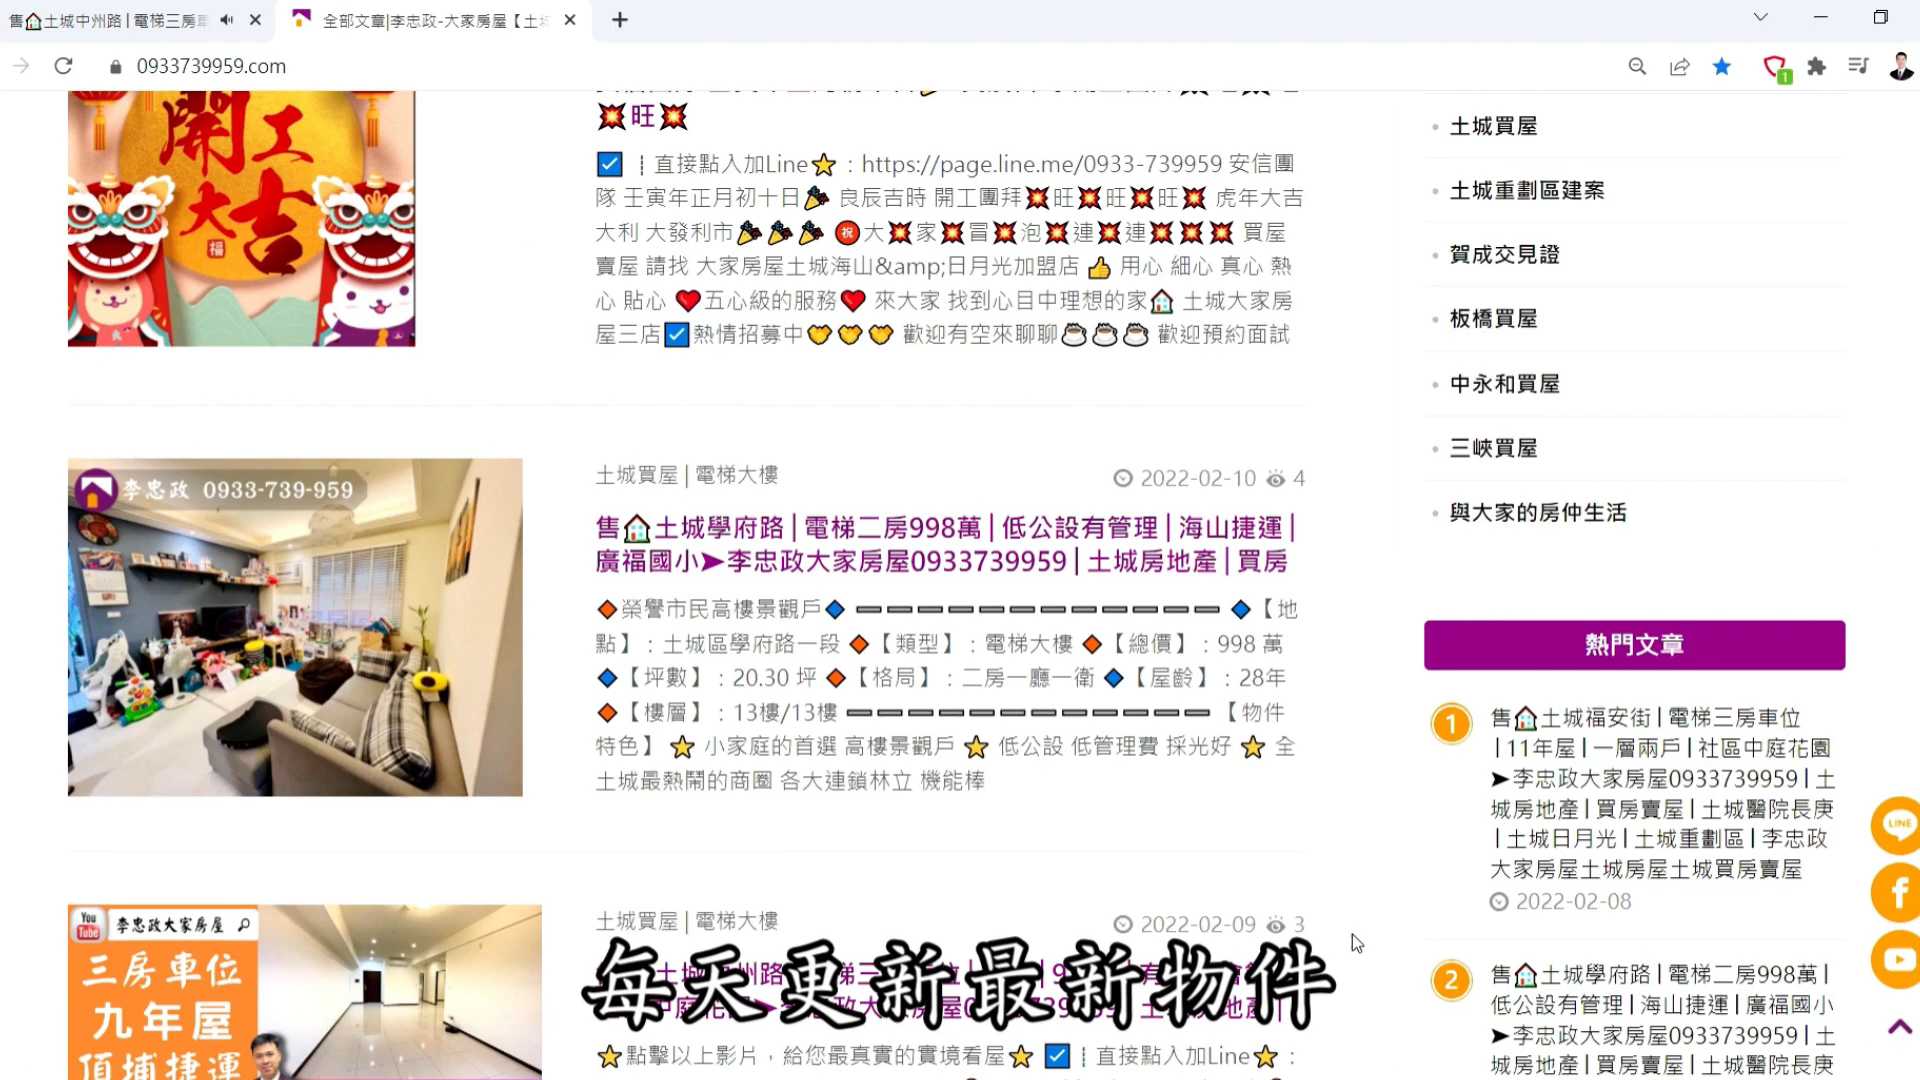 售🏠土城中州路 | 電梯三房車
全部文章|李忠政-大家房屋【土城
0933739959.com
1
開工大吉
福
💥旺💥
☑┆直接點入加Line⭐：https://page.line.me/0933-739959 安信團
隊 壬寅年正月初十日🎉 良辰吉時 開工團拜💥旺💥旺💥旺💥 虎年大吉
大利 大發利市🎉🎉🎉 ㊗大💥家💥冒💥泡💥連💥連💥💥💥 買屋
賣屋 請找 大家房屋土城海山&amp;日月光加盟店👍 用心 細心 真心 熱
心 貼心 ❤五心級的服務❤ 來大家 找到心目中理想的家🏠 土城大家房
屋三店☑熱情招募中💛💛💛 歡迎有空來聊聊☕☕☕ 歡迎預約面試
李忠政 0933-739-959
土城買屋 | 電梯大樓
2022-02-10 4
售🏠土城學府路 | 電梯二房998萬 | 低公設有管理 | 海山捷運 |
廣福國小➤李忠政大家房屋0933739959 | 土城房地產 | 買房
🔶榮譽市民高樓景觀戶🔷 ➖➖➖➖➖➖➖➖➖➖➖➖ 🔷【地
點】：土城區學府路一段 🔶【類型】：電梯大樓 🔶【總價】：998 萬
🔷【坪數】：20.30 坪 🔶【格局】：二房一廳一衛 🔷【屋齡】：28年
🔶【樓層】：13樓/13樓 ➖➖➖➖➖➖➖➖➖➖➖➖ 【物件
特色】 ⭐ 小家庭的首選 高樓景觀戶 ⭐ 低公設 低管理費 採光好 ⭐ 全
土城最熱鬧的商圈 各大連鎖林立 機能棒
You Tube 李忠政大家房屋
三房車位
九年屋
頂埔捷運
土城買屋 | 電梯大樓
2022-02-09 3
每天更新最新物件
⭐點擊以上影片，給您最真實的實境看屋⭐ ☑┆直接點入加Line⭐：
土城買屋
土城重劃區建案
賀成交見證
板橋買屋
中永和買屋
三峽買屋
與大家的房仲生活
熱門文章
1
售🏠土城福安街 | 電梯三房車位
| 11年屋 | 一層兩戶 | 社區中庭花園
➤李忠政大家房屋0933739959 | 土
城房地產 | 買房賣屋 | 土城醫院長庚
| 土城日月光 | 土城重劃區 | 李忠政
大家房屋土城房屋土城買房賣屋
2022-02-08
2
售🏠土城學府路 | 電梯二房998萬 |
低公設有管理 | 海山捷運 | 廣福國小
➤李忠政大家房屋0933739959 | 土
城房地產 | 買房賣屋 | 土城醫院長庚
LINE
f